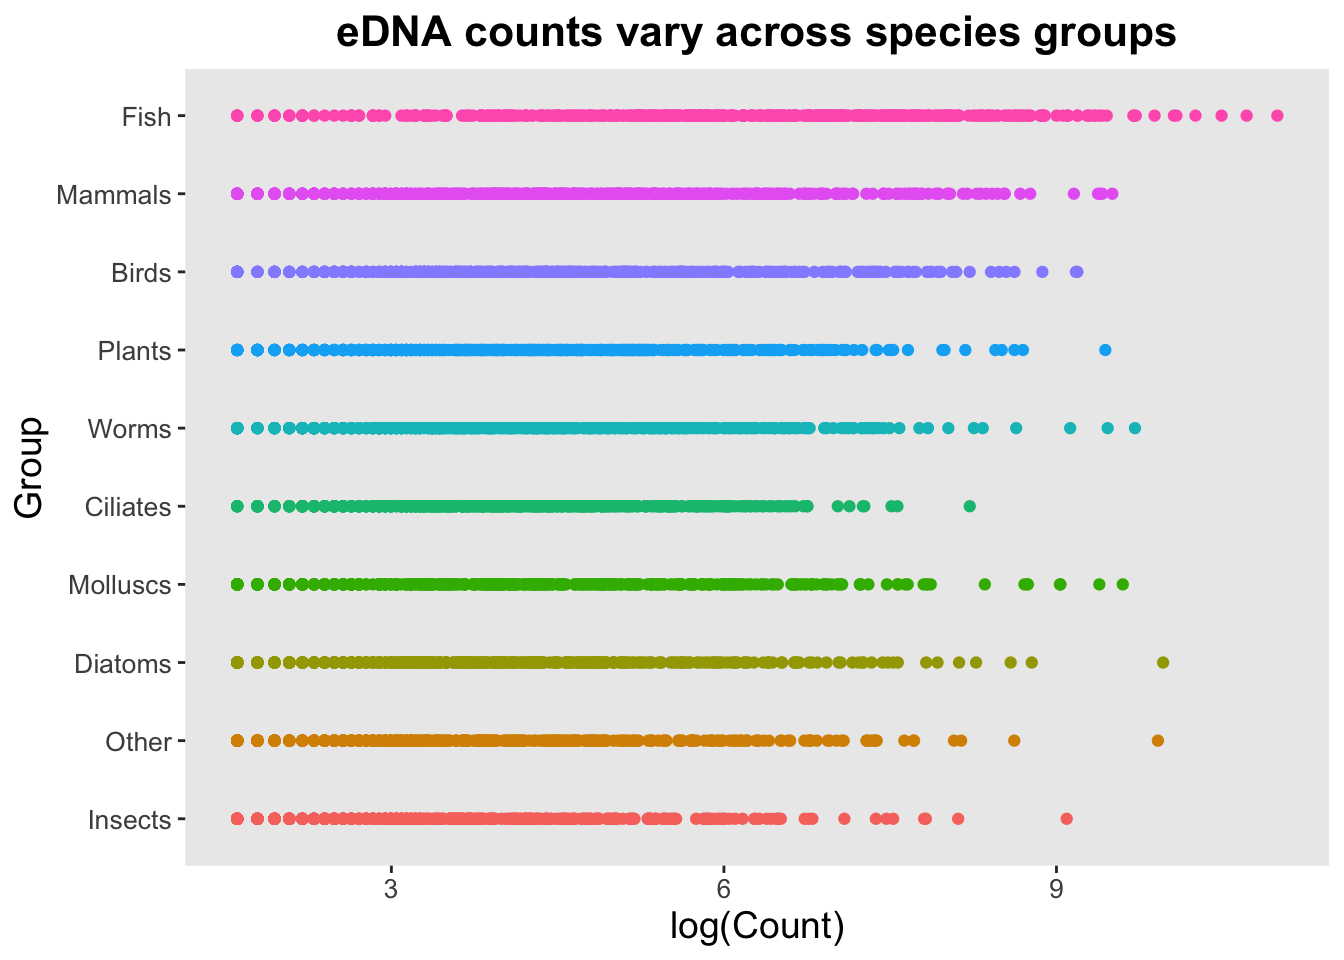 eDNA counts vary across species groups
Fish
Mammals
Birds
Plants
Worms
Ciliates
Molluscs
Diatoms
Other
Insects
Group
3 6 9
log(Count)